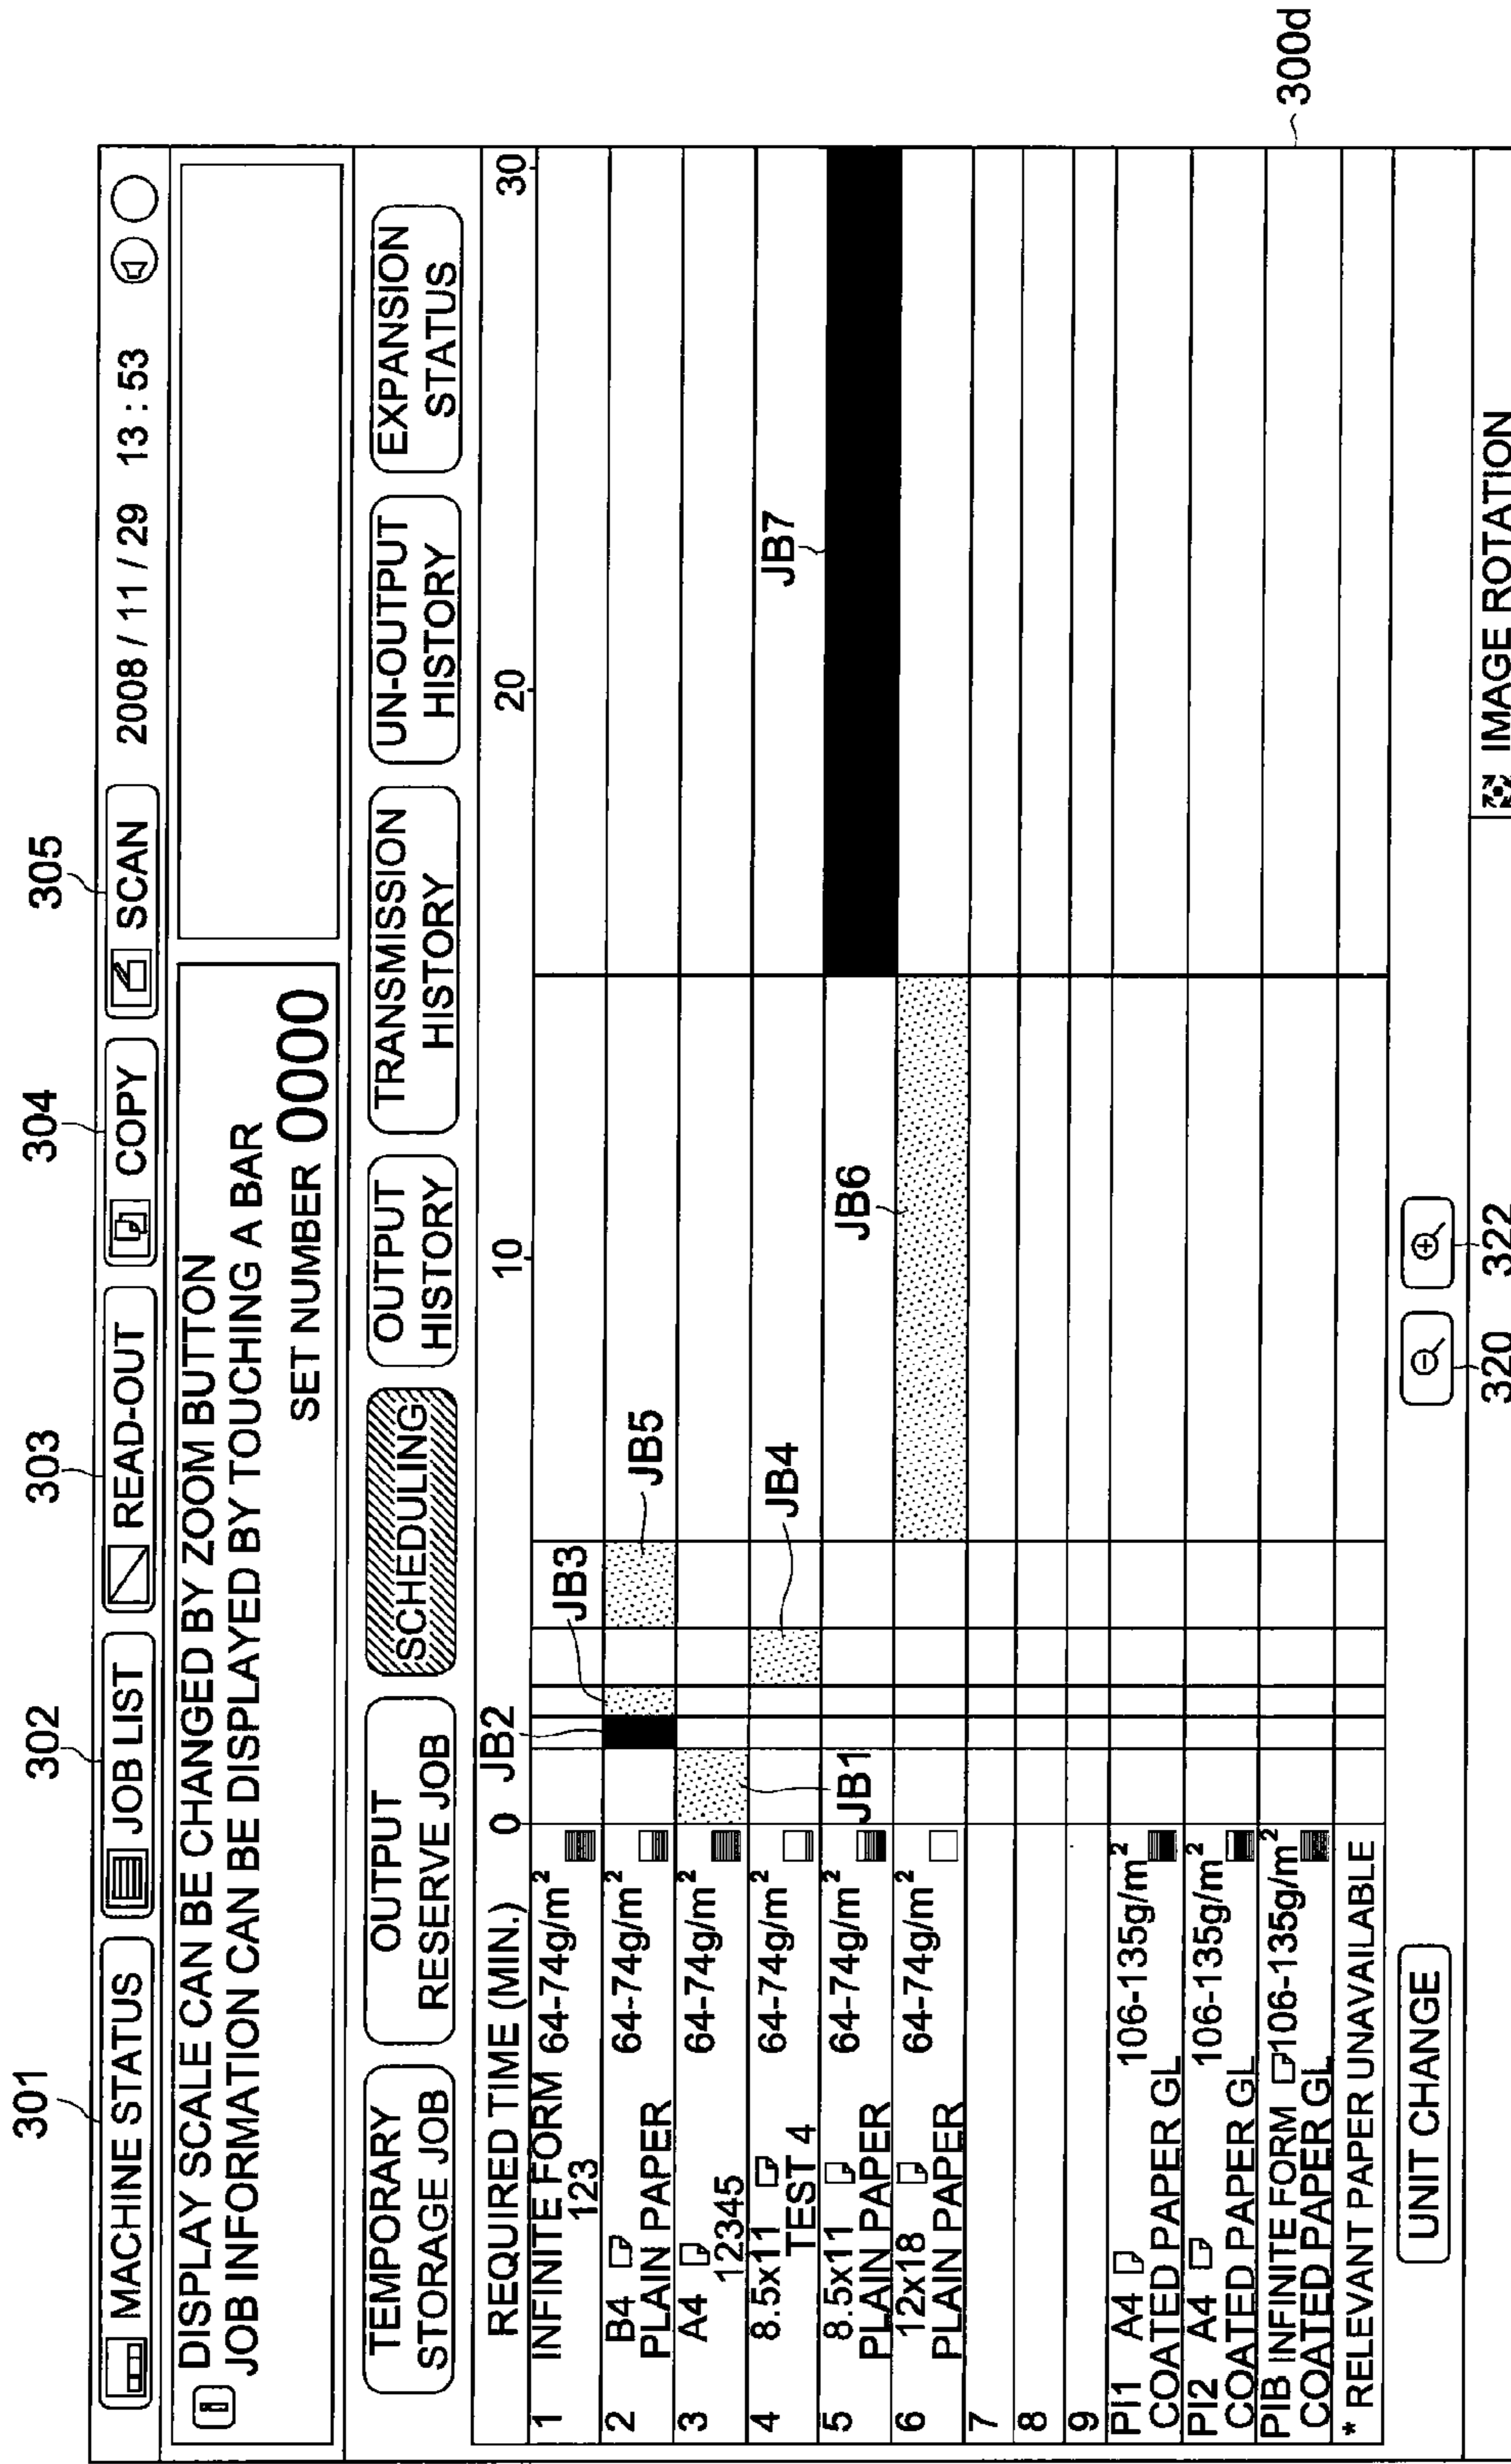 301
302
303
304
305
MACHINE STATUS
JOB LIST
READ-OUT
COPY
SCAN
2008 / 11 / 29 13 : 53
DISPLAY SCALE CAN BE CHANGED BY ZOOM BUTTON
JOB INFORMATION CAN BE DISPLAYED BY TOUCHING A BAR
SET NUMBER 0000
TEMPORARY
STORAGE JOB
OUTPUT
RESERVE JOB
SCHEDULING
OUTPUT
HISTORY
TRANSMISSION
HISTORY
UN-OUTPUT
HISTORY
EXPANSION
STATUS
REQUIRED TIME (MIN.)
0
10
20
30
JB2
JB3
JB5
JB4
JB1
JB6
JB7
1 INFINITE FORM 64-74g/m²
123
2 B4 64-74g/m²
PLAIN PAPER
3 A4 64-74g/m²
12345
4 8.5x11 64-74g/m²
TEST 4
5 8.5x11 64-74g/m²
PLAIN PAPER
6 12x18 64-74g/m²
PLAIN PAPER
7
8
9
PI1 A4 106-135g/m²
COATED PAPER GL
PI2 A4 106-135g/m²
COATED PAPER GL
PIB INFINITE FORM 106-135g/m²
COATED PAPER GL
* RELEVANT PAPER UNAVAILABLE
300d
UNIT CHANGE
320
322
IMAGE ROTATION